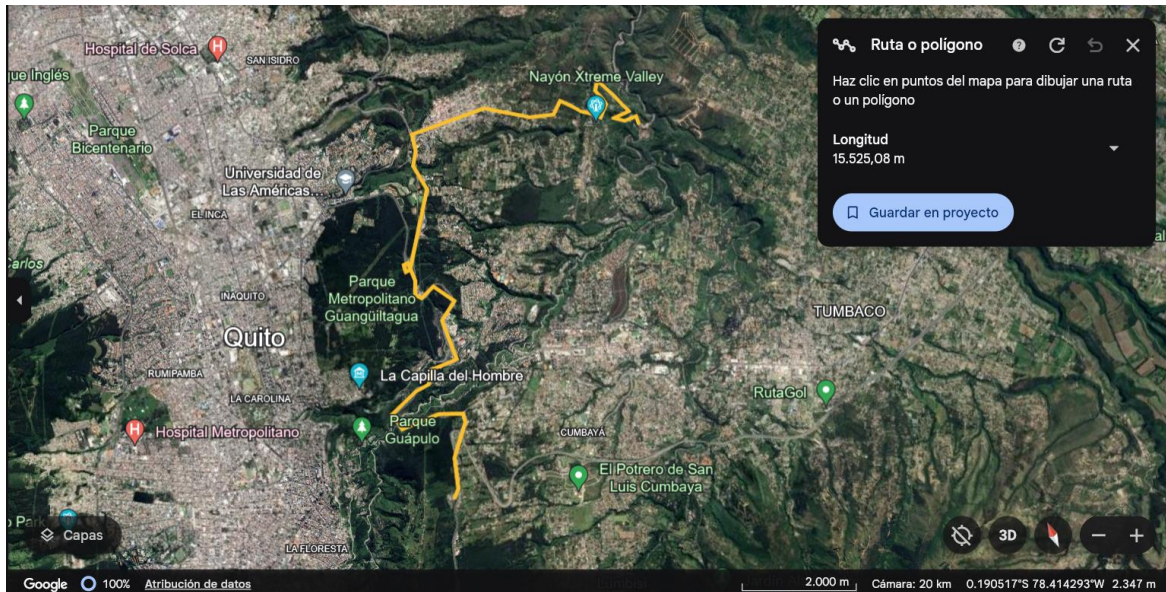 Hospital de Solca
SAN ISIDRO
que Inglés
Parque
Bicentenario
Nayón Xtreme Valley
Universidad de
Las Américas....
EL INCA
arlos
IÑAQUITO
Parque
Metropolitano
Guangüiltagua
Quito
RUMIPAMBA
LA CAROLINA
La Capilla del Hombre
Hospital Metropolitano
Parque
Guápulo
CUMBAYÁ
TUMBACO
RutaGol
El Potrero de San
Luis Cumbaya
LA FLORESTA
o Park
Capas
Ruta o polígono
Haz clic en puntos del mapa para dibujar una ruta
o un polígono
Longitud
15.525,08 m
Guardar en proyecto
al
3D
Google 100% Atribución de datos
2.000 m Cámara: 20 km 0.190517°S 78.414293°W 2.347 m